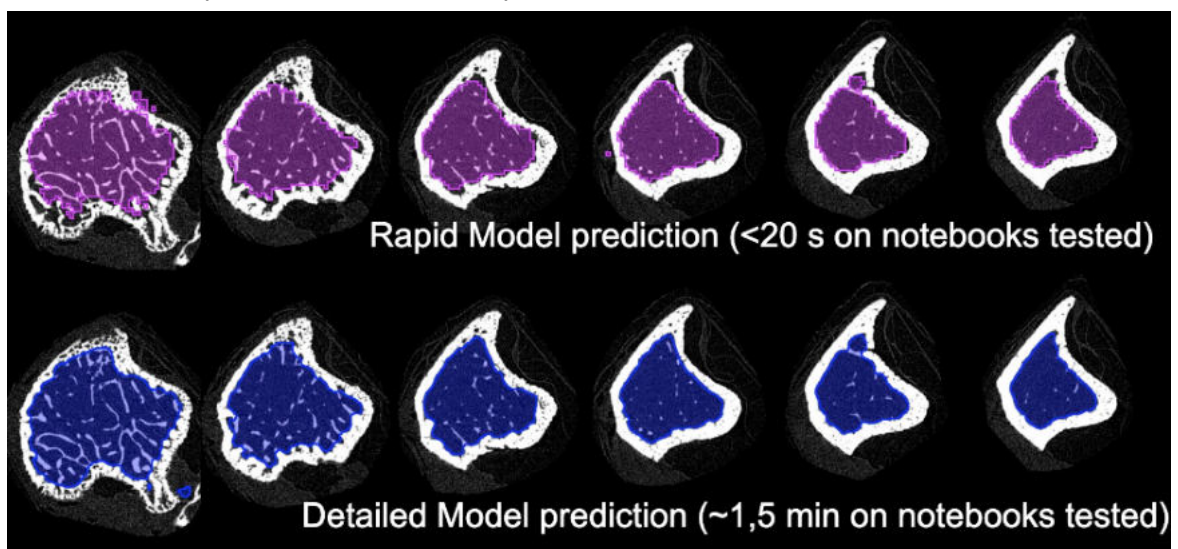 Rapid Model prediction (<20 s on notebooks tested)
Detailed Model prediction (~1,5 min on notebooks tested)